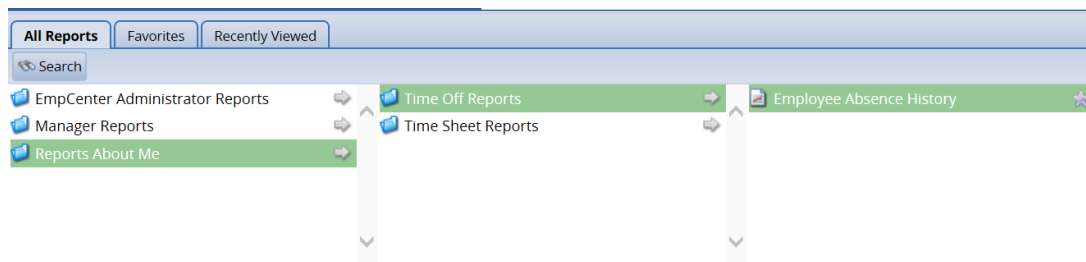 All Reports Favorites Recently Viewed
Search
EmpCenter Administrator Reports Time Off Reports Employee Absence History
Manager Reports Time Sheet Reports
Reports About Me